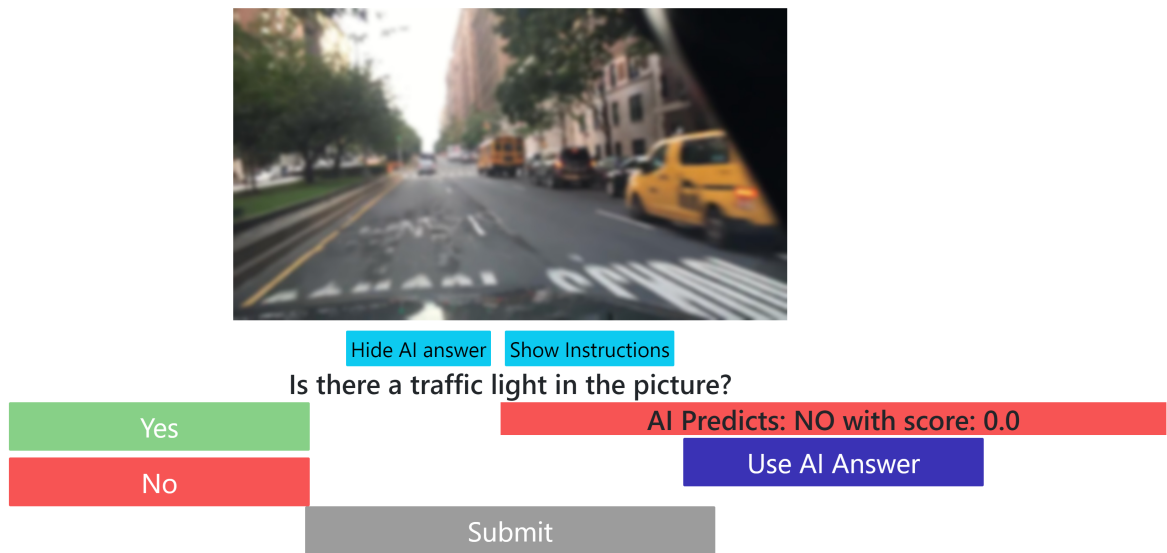 Hide AI answer
Show Instructions
Is there a traffic light in the picture?
Yes
AI Predicts: NO with score: 0.0
No
Use AI Answer
Submit